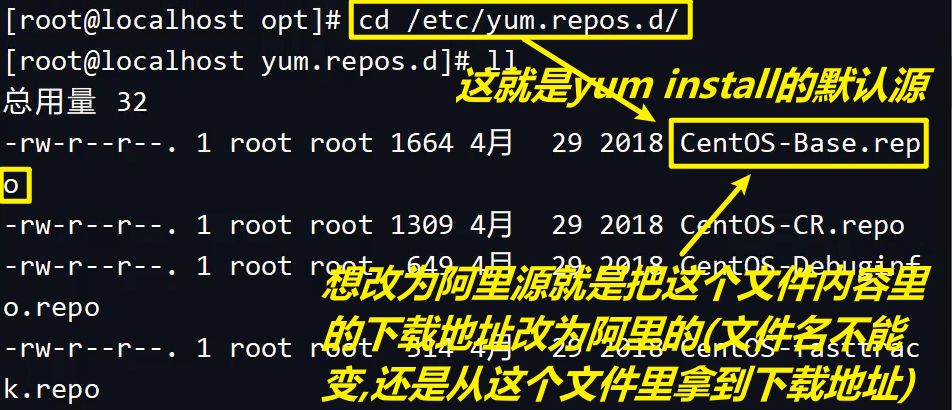 [root@localhost opt]# cd /etc/yum.repos.d/
[root@localhost yum.repos.d]# ll
这就是yum install的默认源
总用量 32
-rw-r--r--. 1 root root 1664 4月 29 2018 CentOS-Base.rep
o
-rw-r--r--. 1 root root 1309 4月 29 2018 CentOS-CR.repo
-rw-r--r--. 1 root root 649 4月 29 2018 CentOS-Debuginf
o.repo
想改为阿里源就是把这个文件内容里
的下载地址改为阿里的(文件名不能
-rw-r--r--. 1 root root 314 4月 29 2018 CentOS-fasttrac
k.repo
变,还是从这个文件里拿到下载地址)